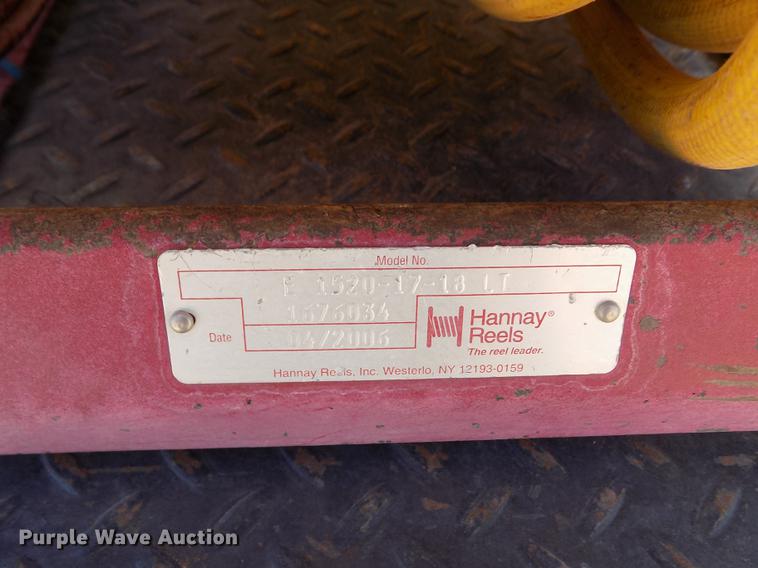 Model No.
E 1520-17-18 LT
1676034
Date 04/2006
Hannay®
Reels
The reel leader.
Hannay Reels, Inc. Westerlo, NY 12193-0159
Purple Wave Auction